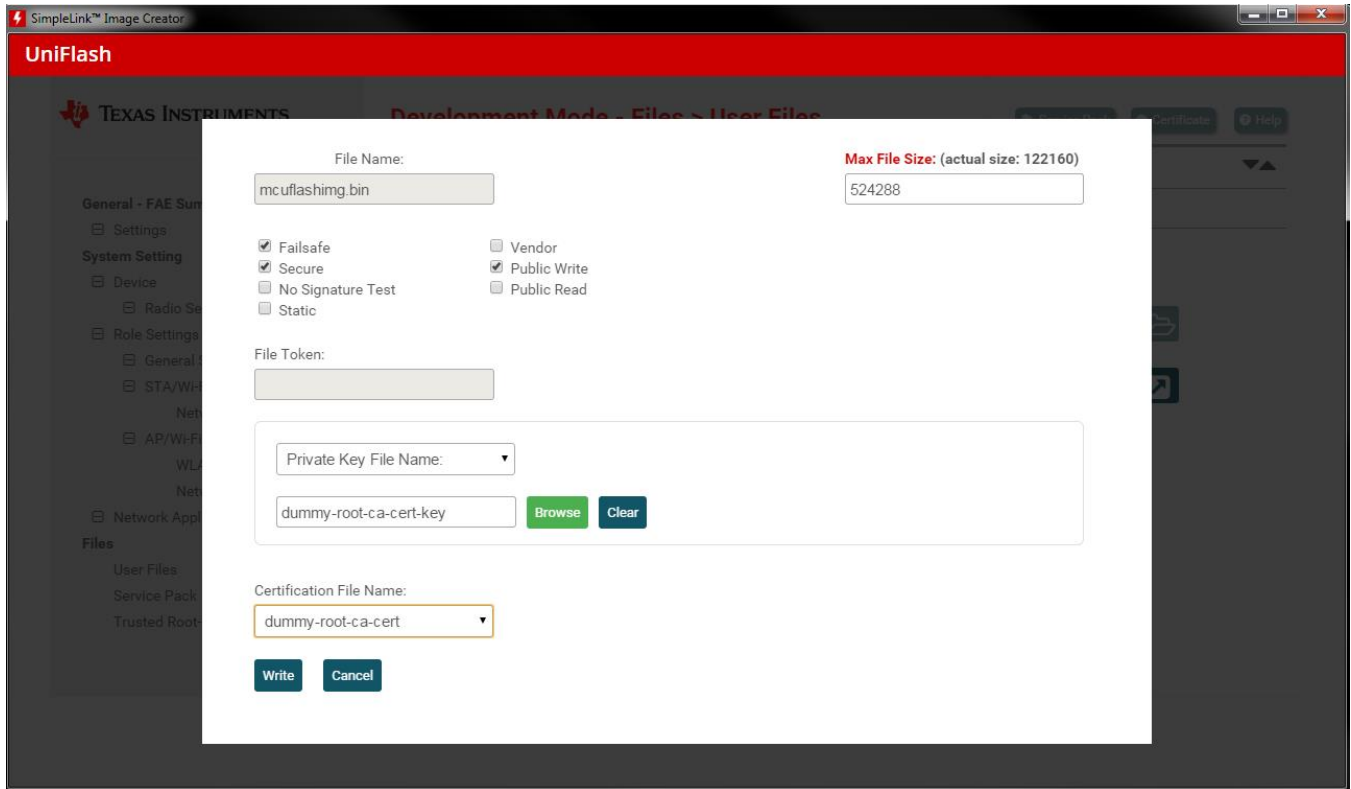 SimpleLink™ Image Creator
UniFlash
TEXAS INSTRUMENTS
Development Mode - Files > User Files
Certificate
Help
General - FAE Sum
Settings
System Setting
Device
Radio Se
Role Settings
General S
STA/Wi-F
Netw
AP/Wi-Fi
WLA
Netw
Network Appl
Files
User Files
Service Pack
Trusted Root-
File Name:
mcuflashimg.bin
Max File Size: (actual size: 122160)
524288
Failsafe
Vendor
Secure
Public Write
No Signature Test
Public Read
Static
File Token:
Private Key File Name:
dummy-root-ca-cert-key
Browse
Clear
Certification File Name:
dummy-root-ca-cert
Write
Cancel